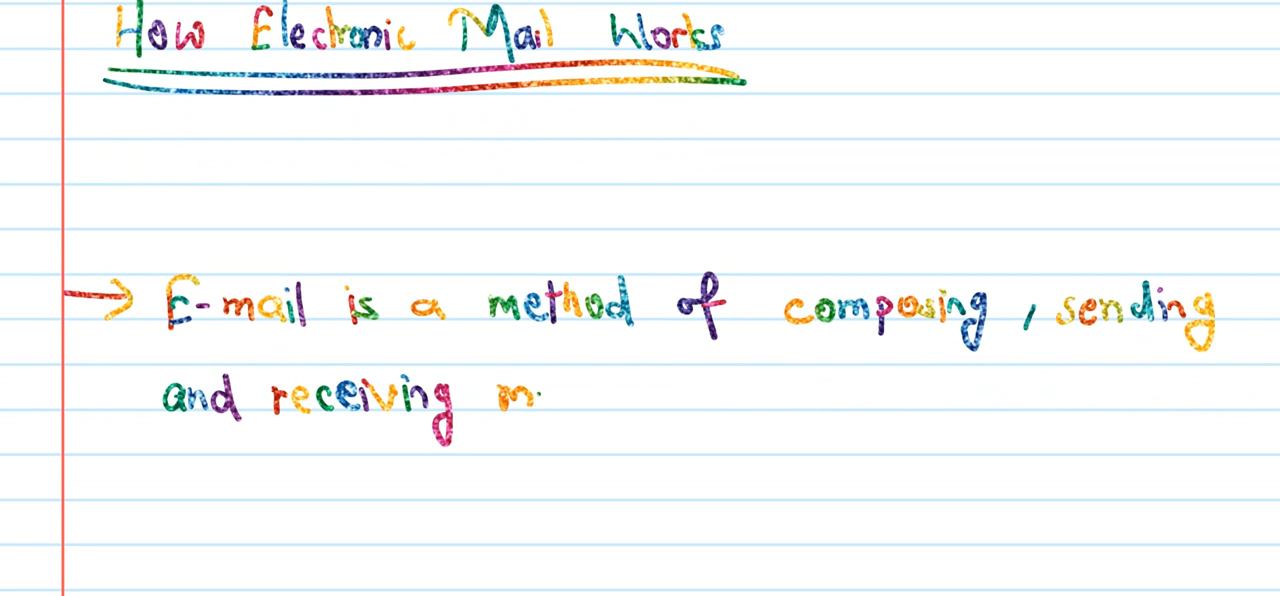 How Electronic Mail Works
→ E-mail is a method of composing, sending
and receiving m